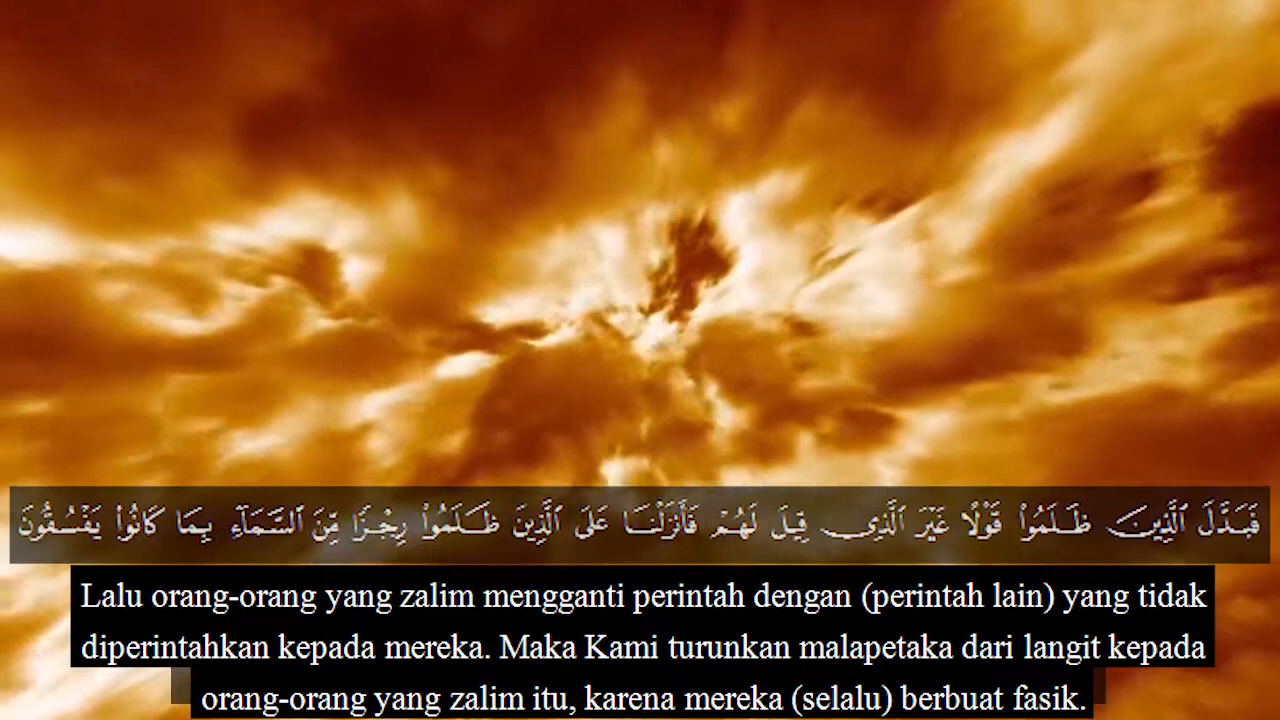 فَبَدَّلَ ٱلَّذِينَ ظَلَمُوا۟ قَوْلًا غَيْرَ ٱلَّذِى قِيلَ لَهُمْ فَأَنزَلْنَا عَلَى ٱلَّذِينَ ظَلَمُوا۟ رِجْزًا مِّنَ ٱلسَّمَآءِ بِمَا كَانُوا۟ يَفْسُقُونَ
Lalu orang-orang yang zalim mengganti perintah dengan (perintah lain) yang tidak
diperintahkan kepada mereka. Maka Kami turunkan malapetaka dari langit kepada
orang-orang yang zalim itu, karena mereka (selalu) berbuat fasik.